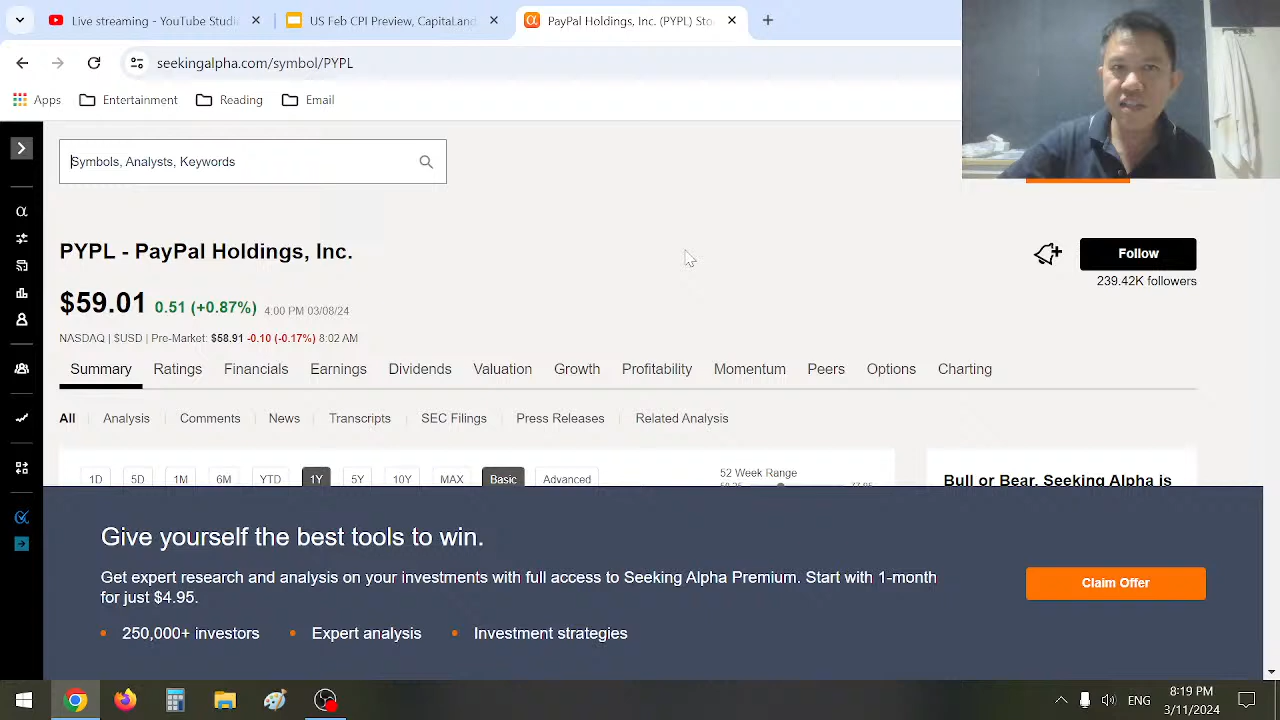 Live streaming - YouTube Studi
US Feb CPI Preview, CapitaLand
PayPal Holdings, Inc. (PYPL) Sto
seekingalpha.com/symbol/PYPL
Apps
Entertainment
Reading
Email
Symbols, Analysts, Keywords
PYPL - PayPal Holdings, Inc.
Follow
239.42K followers
$59.01 0.51 (+0.87%) 4:00 PM 03/08/24
NASDAQ | $USD | Pre-Market: $58.91 -0.10 (-0.17%) 8:02 AM
Summary Ratings Financials Earnings Dividends Valuation Growth Profitability Momentum Peers Options Charting
All Analysis Comments News Transcripts SEC Filings Press Releases Related Analysis
1D 5D 1M 6M YTD 1Y 5Y 10Y MAX Basic Advanced
52 Week Range
Bull or Bear, Seeking Alpha is
Give yourself the best tools to win.
Get expert research and analysis on your investments with full access to Seeking Alpha Premium. Start with 1-month
for just $4.95.
Claim Offer
250,000+ investors
Expert analysis
Investment strategies
ENG
8:19 PM
3/11/2024